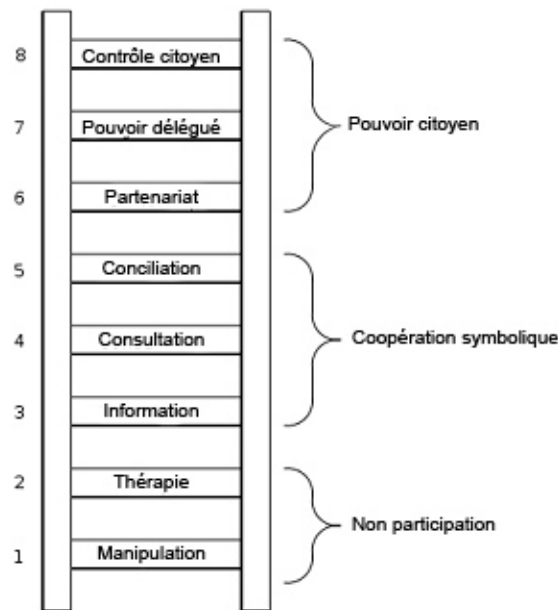 8 Contrôle citoyen
7 Pouvoir délégué
Pouvoir citoyen
6 Partenariat
5 Conciliation
4 Consultation
Coopération symbolique
3 Information
2 Thérapie
Non participation
1 Manipulation